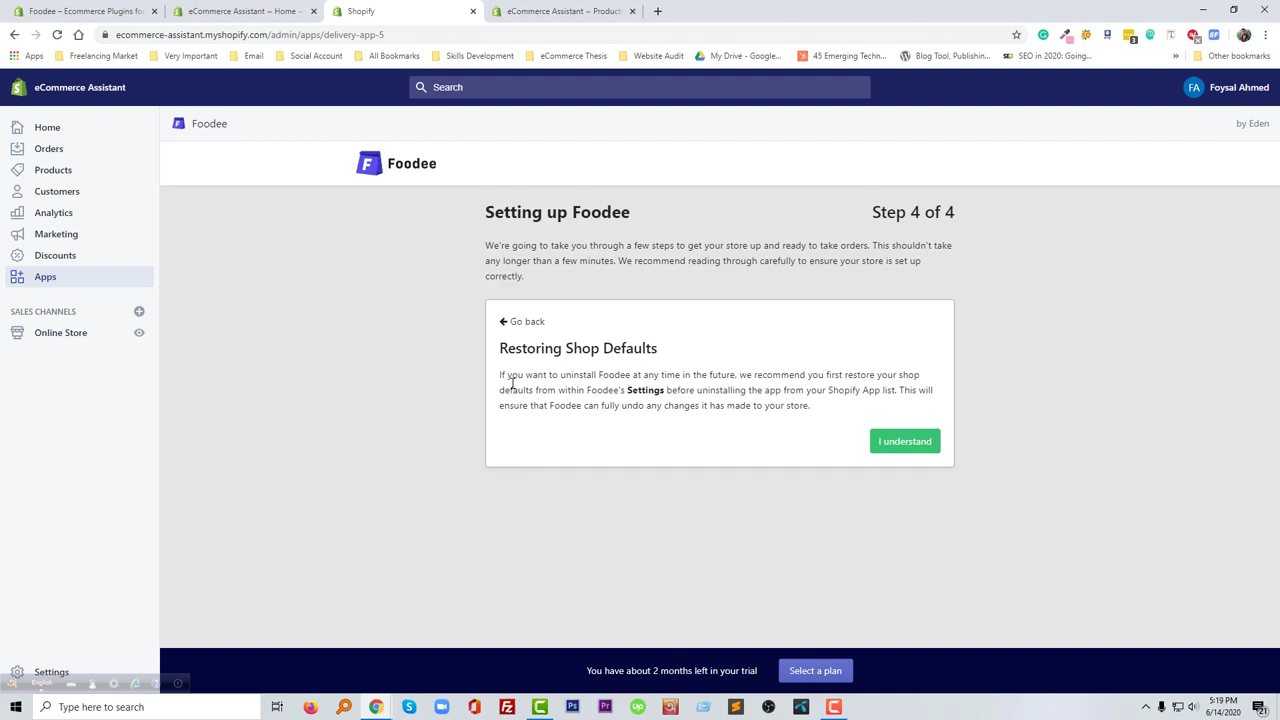 Foodee – Ecommerce Plugins for
eCommerce Assistant ~ Home ~
Shopify
eCommerce Assistant ~ Product
ecommerce-assistant.myshopify.com/admin/apps/delivery-app-5
Apps
Freelancing Market
Very Important
Email
Social Account
All Bookmarks
Skills Development
eCommerce Thesis
Website Audit
My Drive - Google...
45 Emerging Techn...
Blog Tool, Publishin...
SEO in 2020: Going...
Other bookmarks
eCommerce Assistant
Search
FA
Foysal Ahmed
Home
Orders
Products
Customers
Analytics
Marketing
Discounts
Apps
SALES CHANNELS
Online Store
Settings
English
Foodee
by Eden
F Foodee
Setting up Foodee
Step 4 of 4
We're going to take you through a few steps to get your store up and ready to take orders. This shouldn't take
any longer than a few minutes. We recommend reading through carefully to ensure your store is set up
correctly.
Go back
Restoring Shop Defaults
If you want to uninstall Foodee at any time in the future, we recommend you first restore your shop
defaults from within Foodee's Settings before uninstalling the app from your Shopify App list. This will
ensure that Foodee can fully undo any changes it has made to your store.
I understand
You have about 2 months left in your trial
Select a plan
Type here to search
5:19 PM
6/14/2020